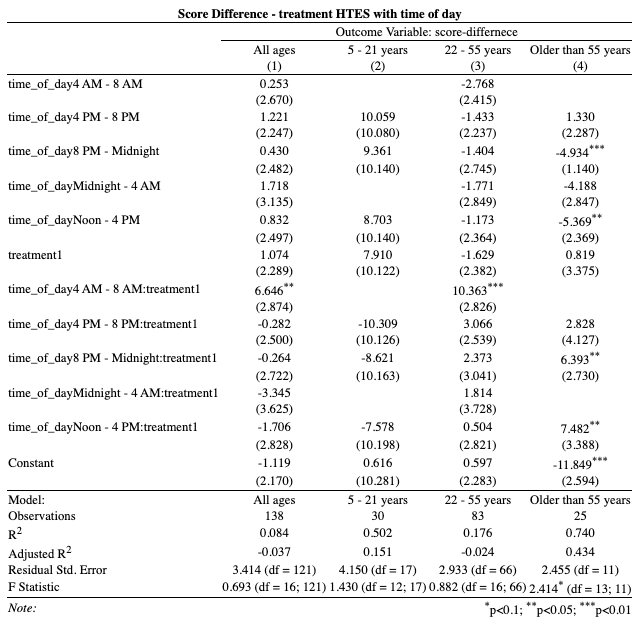 Score Difference - treatment HTES with time of day
Outcome Variable: score-differnece
All ages 5 - 21 years 22 - 55 years Older than 55 years
(1) (2) (3) (4)
time_of_day4 AM - 8 AM 0.253 -2.768
(2.670) (2.415)
time_of_day4 PM - 8 PM 1.221 10.059 -1.433 1.330
(2.247) (10.080) (2.237) (2.287)
time_of_day8 PM - Midnight 0.430 9.361 -1.404 -4.934***
(2.482) (10.140) (2.745) (1.140)
time_of_dayMidnight - 4 AM 1.718 -1.771 -4.188
(3.135) (2.849) (2.847)
time_of_dayNoon - 4 PM 0.832 8.703 -1.173 -5.369**
(2.497) (10.140) (2.364) (2.369)
treatment1 1.074 7.910 -1.629 0.819
(2.289) (10.122) (2.382) (3.375)
time_of_day4 AM - 8 AM:treatment1 6.646** 10.363***
(2.874) (2.826)
time_of_day4 PM - 8 PM:treatment1 -0.282 -10.309 3.066 2.828
(2.500) (10.126) (2.539) (4.127)
time_of_day8 PM - Midnight:treatment1 -0.264 -8.621 2.373 6.393**
(2.722) (10.163) (3.041) (2.730)
time_of_dayMidnight - 4 AM:treatment1 -3.345 1.814
(3.625) (3.728)
time_of_dayNoon - 4 PM:treatment1 -1.706 -7.578 0.504 7.482**
(2.828) (10.198) (2.821) (3.388)
Constant -1.119 0.616 0.597 -11.849***
(2.170) (10.281) (2.283) (2.594)
Model: All ages 5 - 21 years 22 - 55 years Older than 55 years
Observations 138 30 83 25
R2 0.084 0.502 0.176 0.740
Adjusted R2 -0.037 0.151 -0.024 0.434
Residual Std. Error 3.414 (df = 121) 4.150 (df = 17) 2.933 (df = 66) 2.455 (df = 11)
F Statistic 0.693 (df = 16; 121) 1.430 (df = 12; 17) 0.882 (df = 16; 66) 2.414* (df = 13; 11)
Note: *p<0.1; **p<0.05; ***p<0.01